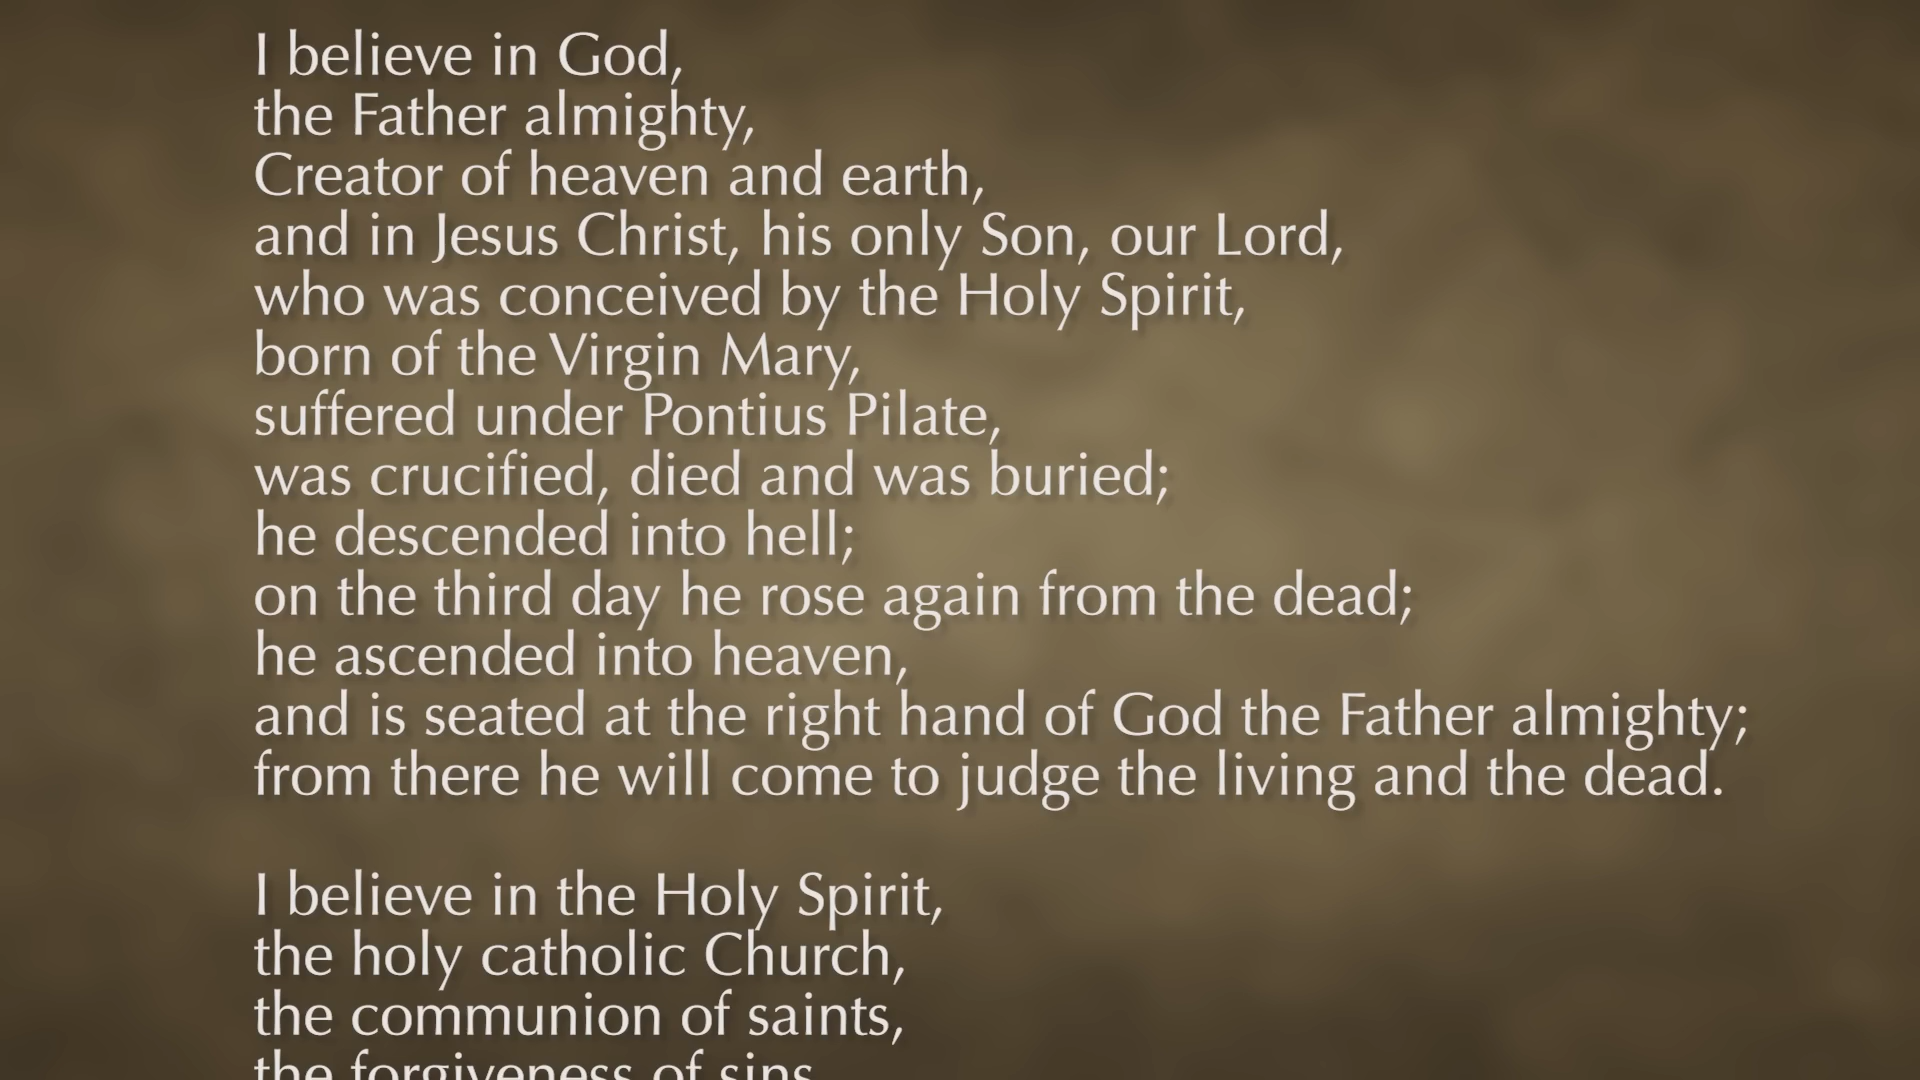 I believe in God,
the Father almighty,
Creator of heaven and earth,
and in Jesus Christ, his only Son, our Lord,
who was conceived by the Holy Spirit,
born of the Virgin Mary,
suffered under Pontius Pilate,
was crucified, died and was buried;
he descended into hell;
on the third day he rose again from the dead;
he ascended into heaven,
and is seated at the right hand of God the Father almighty;
from there he will come to judge the living and the dead.
I believe in the Holy Spirit,
the holy catholic Church,
the communion of saints,
the forgiveness of sins